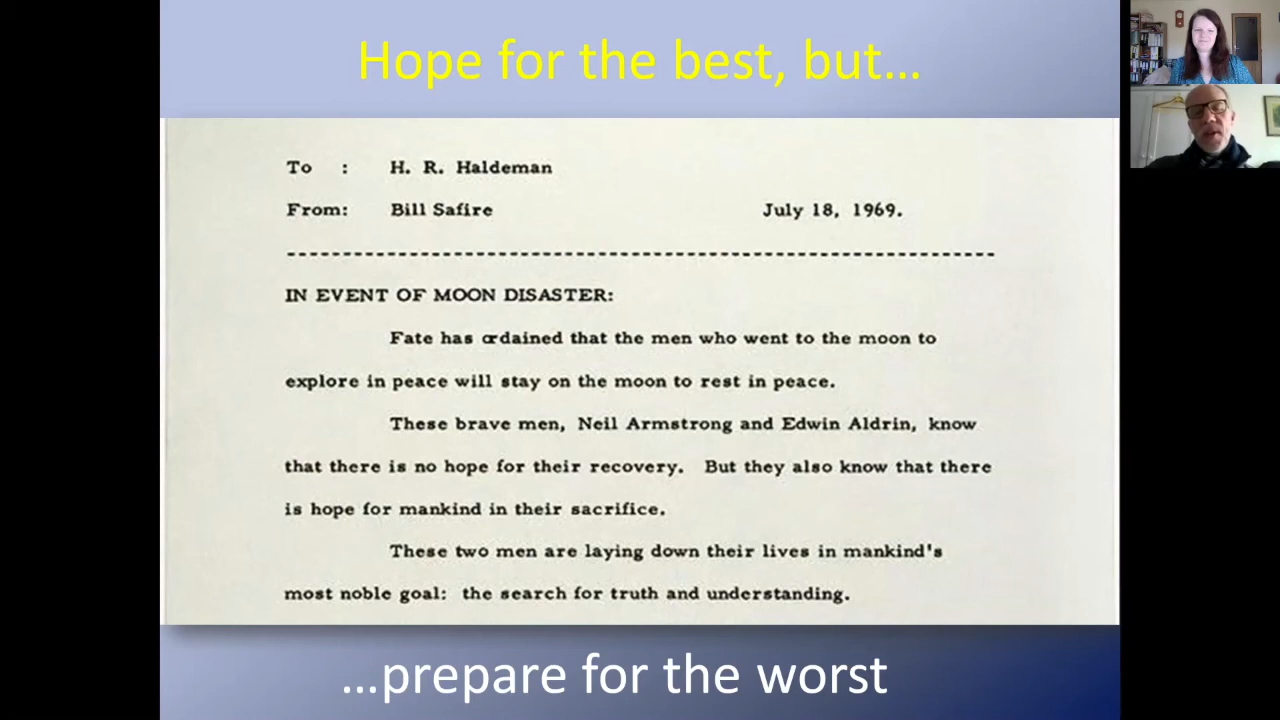 Hope for the best, but...
To : H. R. Haldeman
From: Bill Safire July 18, 1969.
--------------------------------------------------------------------
IN EVENT OF MOON DISASTER:
Fate has ordained that the men who went to the moon to
explore in peace will stay on the moon to rest in peace.
These brave men, Neil Armstrong and Edwin Aldrin, know
that there is no hope for their recovery. But they also know that there
is hope for mankind in their sacrifice.
These two men are laying down their lives in mankind's
most noble goal: the search for truth and understanding.
...prepare for the worst